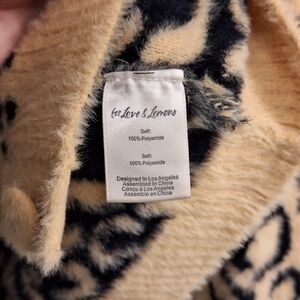 for Love & Lemons
Self:
100% Polyamide
Self:
100% Polyamide
Designed In Los Angeles
Assembled In China
Conçu à Los Angeles
Assemblé en Chine